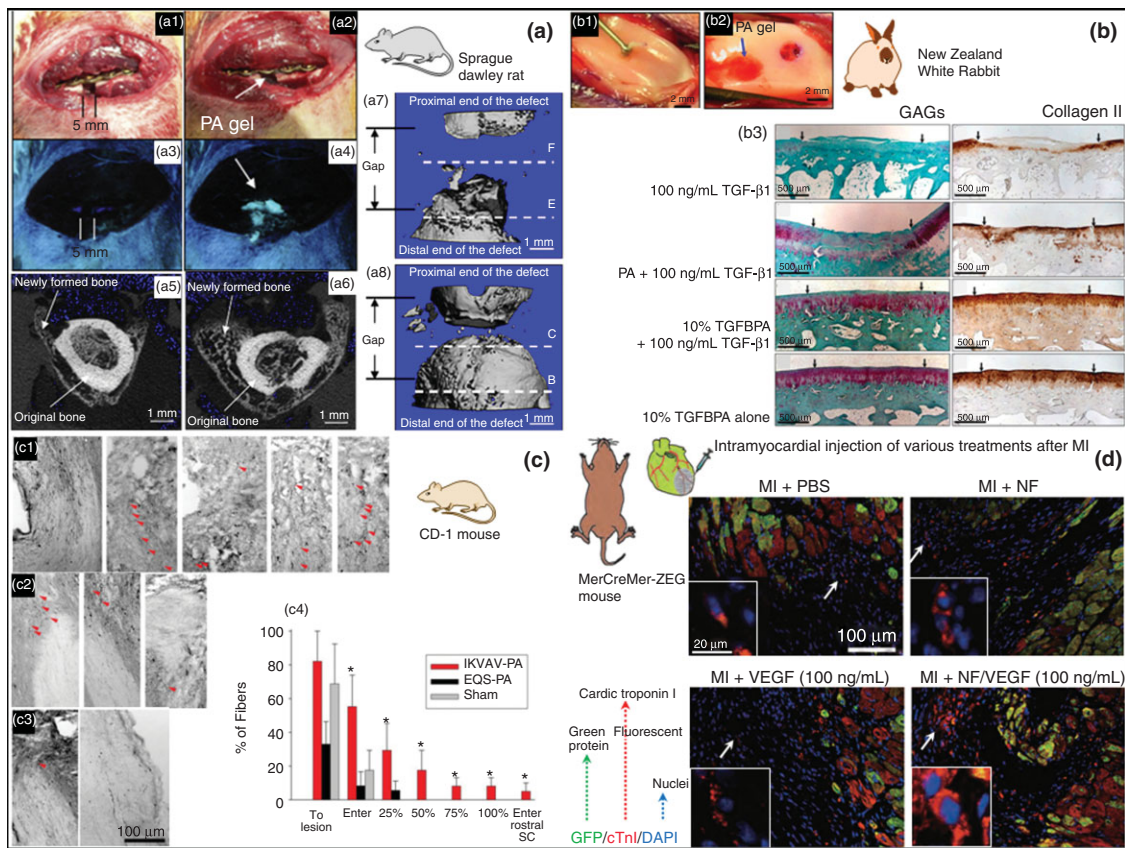 (a1)
(a2)
5 mm
PA gel
(a)
Sprague
dawley rat
(a3)
(a4)
5 mm
(a7)
Proximal end of the defect
F
Gap
E
Distal end of the defect
1 mm
(a5)
(a6)
Newly formed bone
Newly formed bone
Original bone
Original bone
1 mm
1 mm
(a8)
Proximal end of the defect
C
Gap
B
Distal end of the defect
1 mm
(b1)
(b2)
PA gel
2 mm
2 mm
(b)
New Zealand
White Rabbit
GAGs
Collagen II
(b3)
100 ng/mL TGF-β1
500 µm
500 µm
PA + 100 ng/mL TGF-β1
500 µm
500 µm
10% TGFBPA
+ 100 ng/mL TGF-β1
500 µm
500 µm
10% TGFBPA alone
500 µm
500 µm
(c1)
(c)
CD-1 mouse
(c2)
(c3)
100 µm
(c4)
% of Fibers
100
80
60
40
20
0
IKVAV-PA
EQS-PA
Sham
*
*
*
*
*
*
To
lesion
Enter
25%
50%
75%
100%
Enter
rostral
SC
Intramyocardial injection of various treatments after MI
(d)
MerCreMer-ZEG
mouse
MI + PBS
MI + NF
20 µm
100 µm
MI + VEGF (100 ng/mL)
MI + NF/VEGF (100 ng/mL)
Cardic troponin I
Green
protein
Fluorescent
Nuclei
GFP/cTnI/DAPI